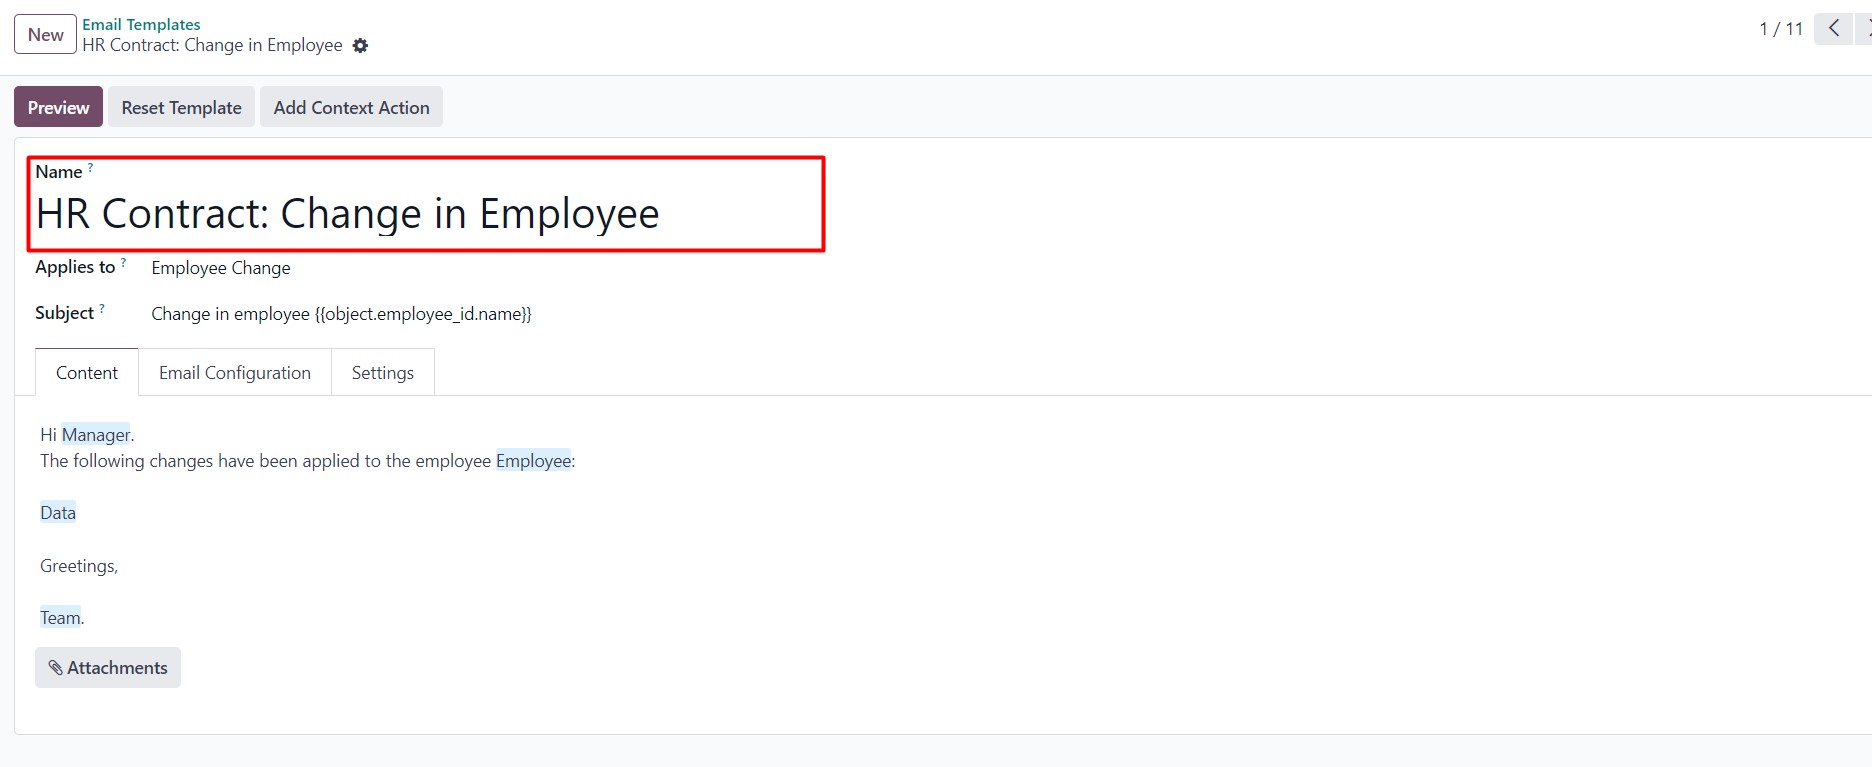 New
Email Templates
HR Contract: Change in Employee
1 / 11
Preview
Reset Template
Add Context Action
Name ?
HR Contract: Change in Employee
Applies to ? Employee Change
Subject ? Change in employee {{object.employee_id.name}}
Content Email Configuration Settings
Hi Manager.
The following changes have been applied to the employee Employee:
Data
Greetings,
Team.
Attachments